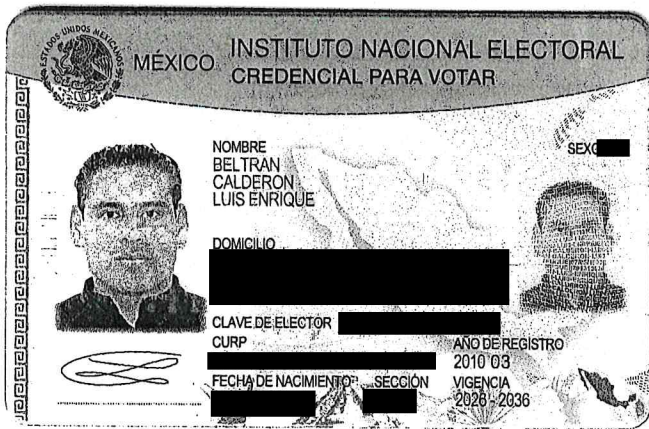 ESTADOS UNIDOS MEXICANOS
MÉXICO INSTITUTO NACIONAL ELECTORAL
CREDENCIAL PARA VOTAR
NOMBRE
BELTRAN
CALDERON
LUIS ENRIQUE
SEXO
DOMICILIO
CLAVE DE ELECTOR
CURP
AÑO DE REGISTRO
2010 03
FECHA DE NACIMIENTO
SECCIÓN
VIGENCIA
2026 - 2036